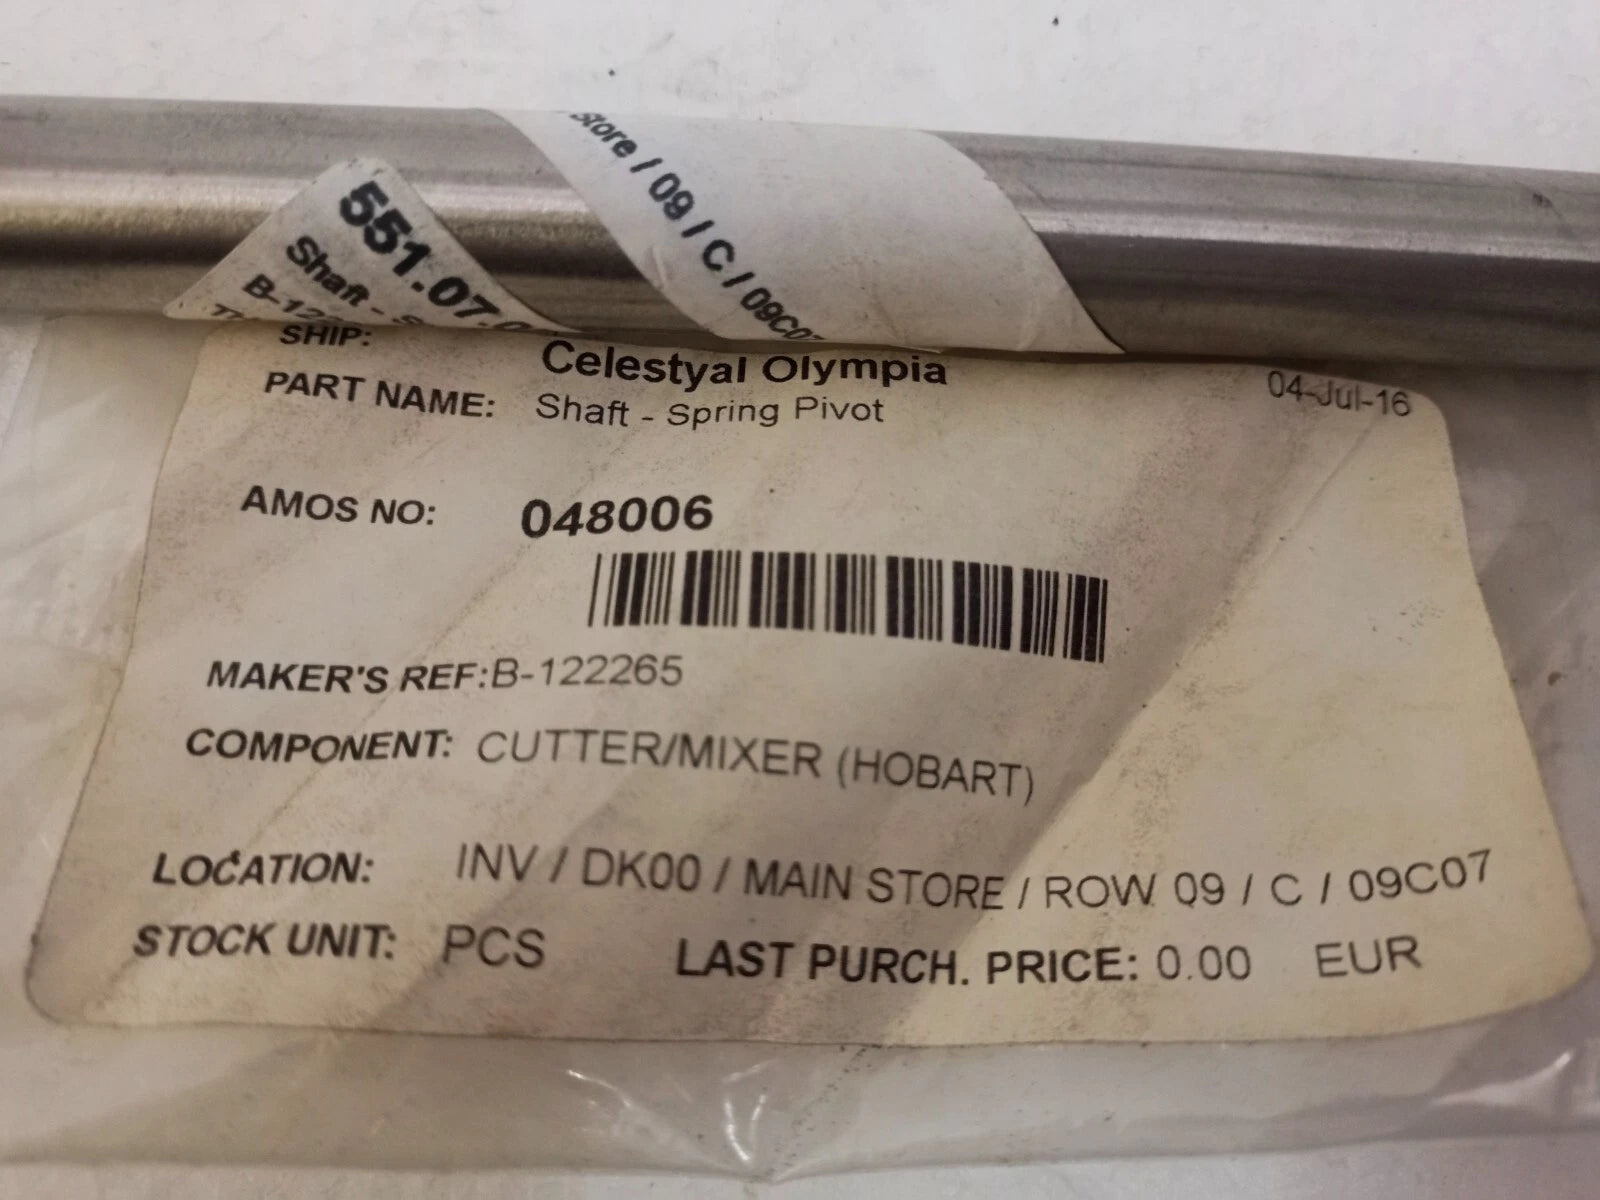 Store / 09 / C / 09C07
551.07.
Shaft - S
B-122
SHIP: Celestyal Olympia 04-Jul-16
PART NAME: Shaft - Spring Pivot
AMOS NO: 048006
MAKER'S REF:B-122265
COMPONENT: CUTTER/MIXER (HOBART)
LOCATION: INV / DK00 / MAIN STORE / ROW 09 / C / 09C07
STOCK UNIT: PCS LAST PURCH. PRICE: 0.00 EUR